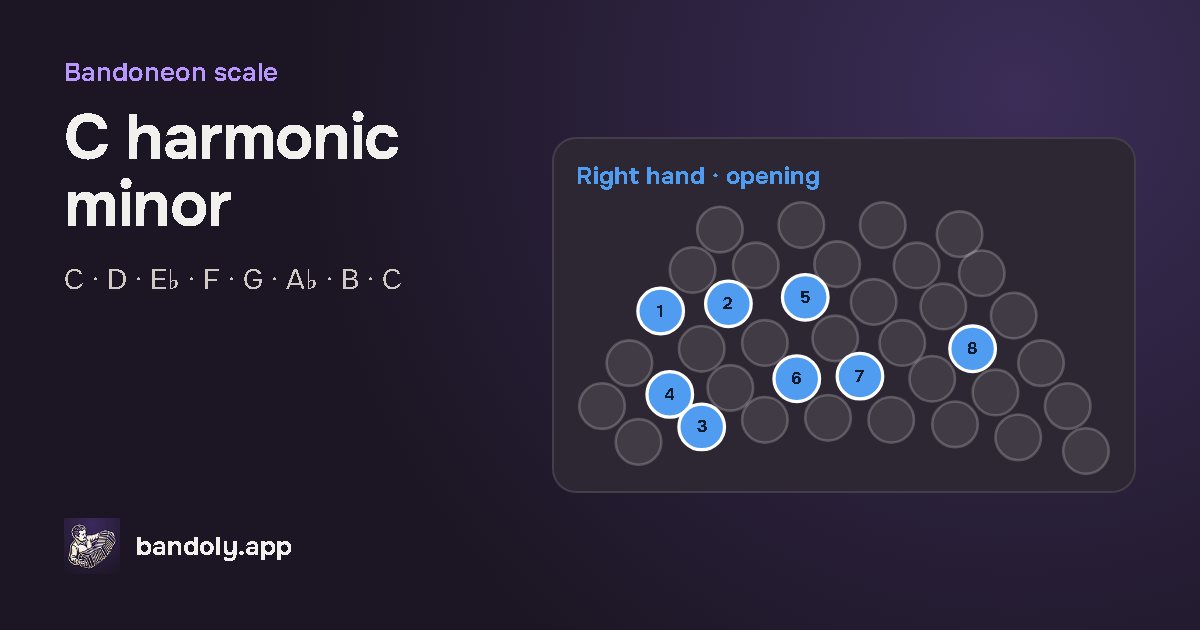 Bandoneon scale
C harmonic
minor
C · D · E♭ · F · G · A♭ · B · C
Right hand · opening
1 2 5
8
6 7
4
3
bandoly.app